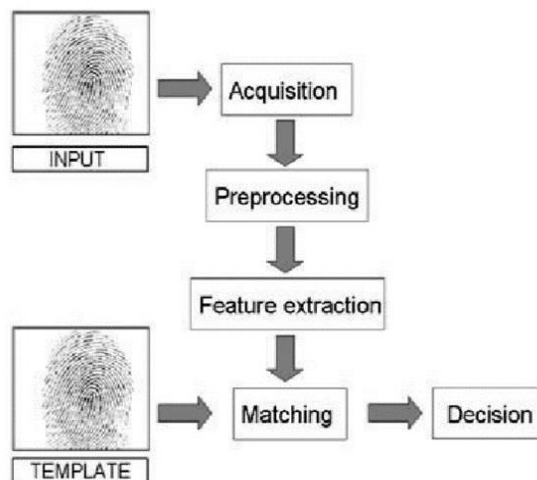 Acquisition
INPUT
Preprocessing
Feature extraction
Matching
Decision
TEMPLATE